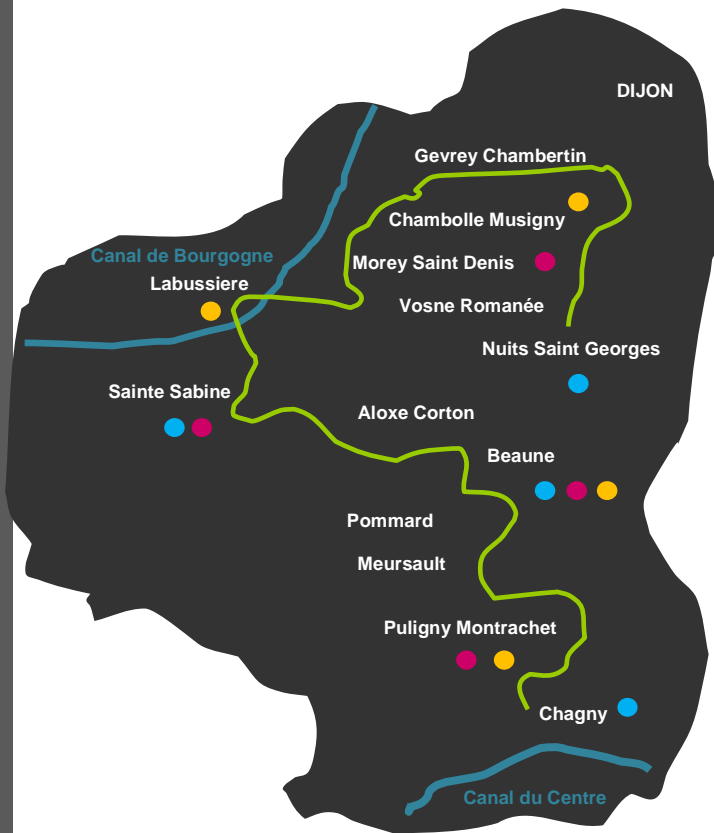 DIJON
Gevrey Chambertin
Chambolle Musigny
Canal de Bourgogne
Morey Saint Denis
Labussiere
Vosne Romanée
Nuits Saint Georges
Sainte Sabine
Aloxe Corton
Beaune
Pommard
Meursault
Puligny Montrachet
Chagny
Canal du Centre